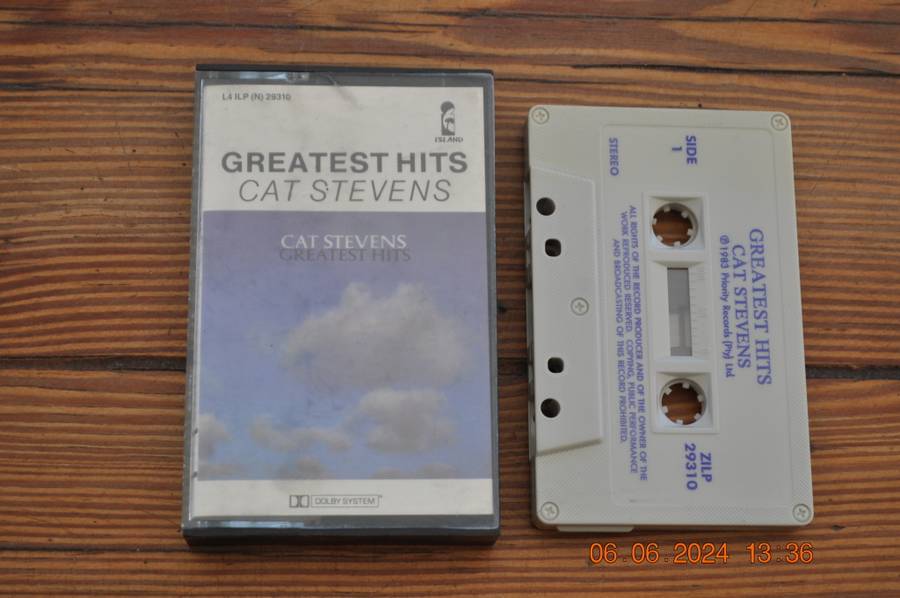 L4 ILP (N) 29310
ISLAND
GREATEST HITS
CAT STEVENS
CAT STEVENS
GREATEST HITS
DOLBY SYSTEM
GREATEST HITS
CAT STEVENS
℗ 1983 Priority Records (Pty) Ltd.
SIDE
1
ZILP
29310
STEREO
ALL RIGHTS OF THE RECORD PRODUCER AND OF THE OWNER OF THE
WORK REPRODUCED RESERVED. COPYING, PUBLIC PERFORMANCE
AND BROADCASTING OF THIS RECORD PROHIBITED.
06.06.2024 13:36